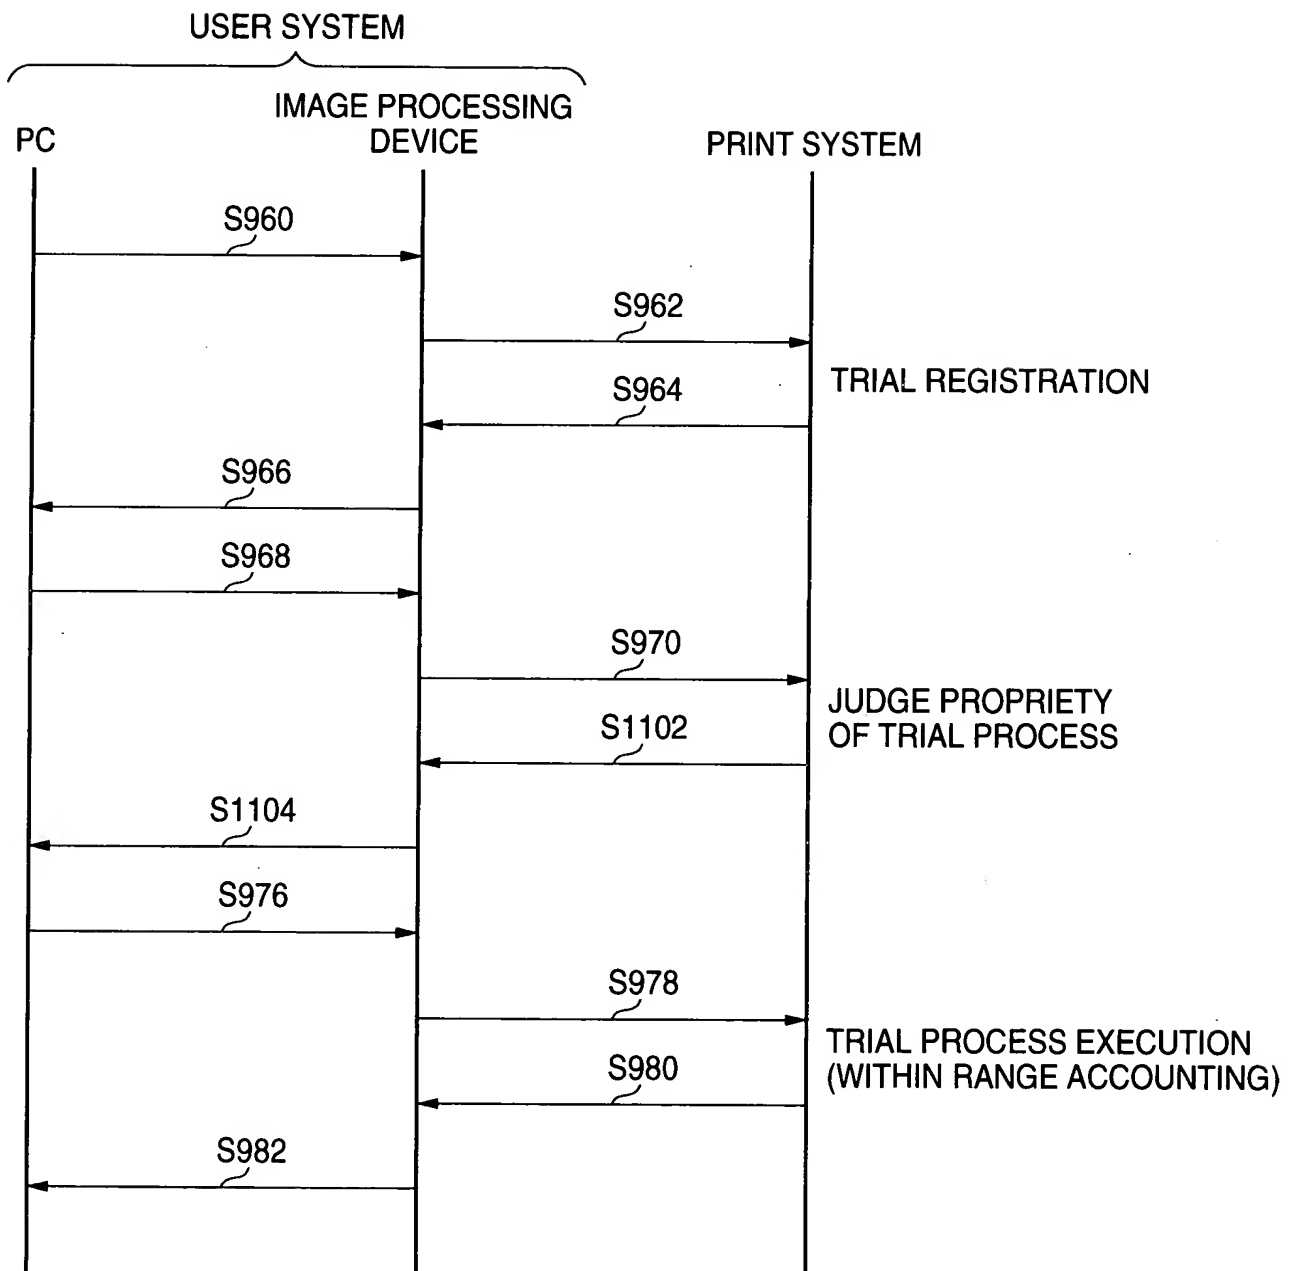 USER SYSTEM
IMAGE PROCESSING
DEVICE
PC
PRINT SYSTEM
S960
S962
TRIAL REGISTRATION
S964
S966
S968
S970
JUDGE PROPRIETY
OF TRIAL PROCESS
S1102
S1104
S976
S978
TRIAL PROCESS EXECUTION
(WITHIN RANGE ACCOUNTING)
S980
S982